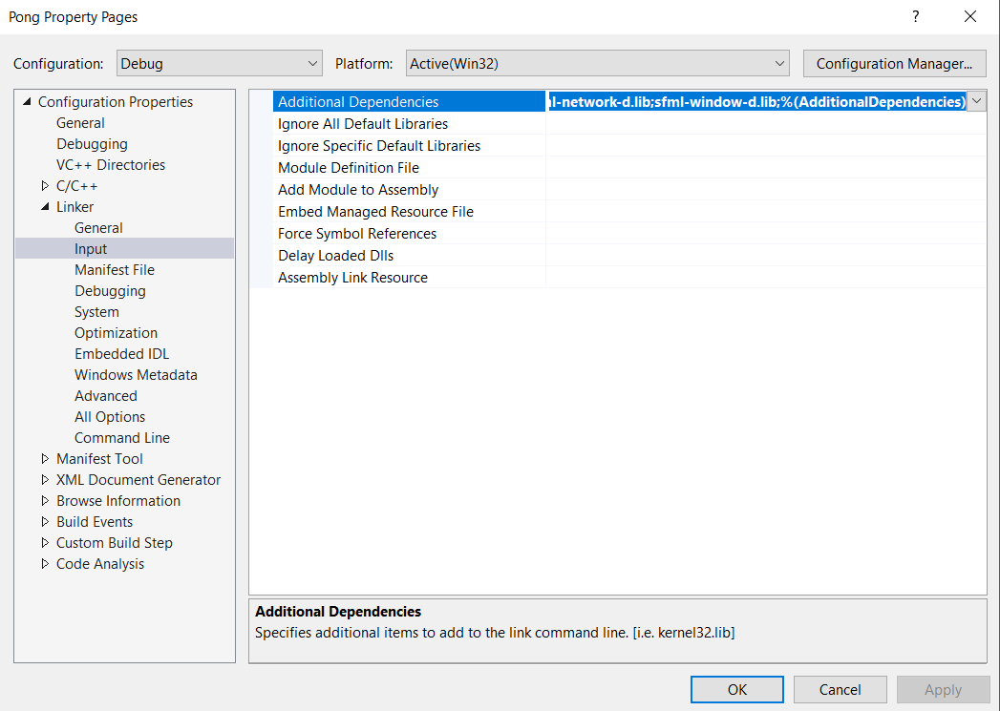 Pong Property Pages
?
Configuration: Debug Platform: Active(Win32) Configuration Manager...
Configuration Properties
General
Debugging
VC++ Directories
C/C++
Linker
General
Input
Manifest File
Debugging
System
Optimization
Embedded IDL
Windows Metadata
Advanced
All Options
Command Line
Manifest Tool
XML Document Generator
Browse Information
Build Events
Custom Build Step
Code Analysis
Additional Dependencies l-network-d.lib;sfml-window-d.lib;%(AdditionalDependencies)
Ignore All Default Libraries
Ignore Specific Default Libraries
Module Definition File
Add Module to Assembly
Embed Managed Resource File
Force Symbol References
Delay Loaded Dlls
Assembly Link Resource
Additional Dependencies
Specifies additional items to add to the link command line. [i.e. kernel32.lib]
OK Cancel Apply